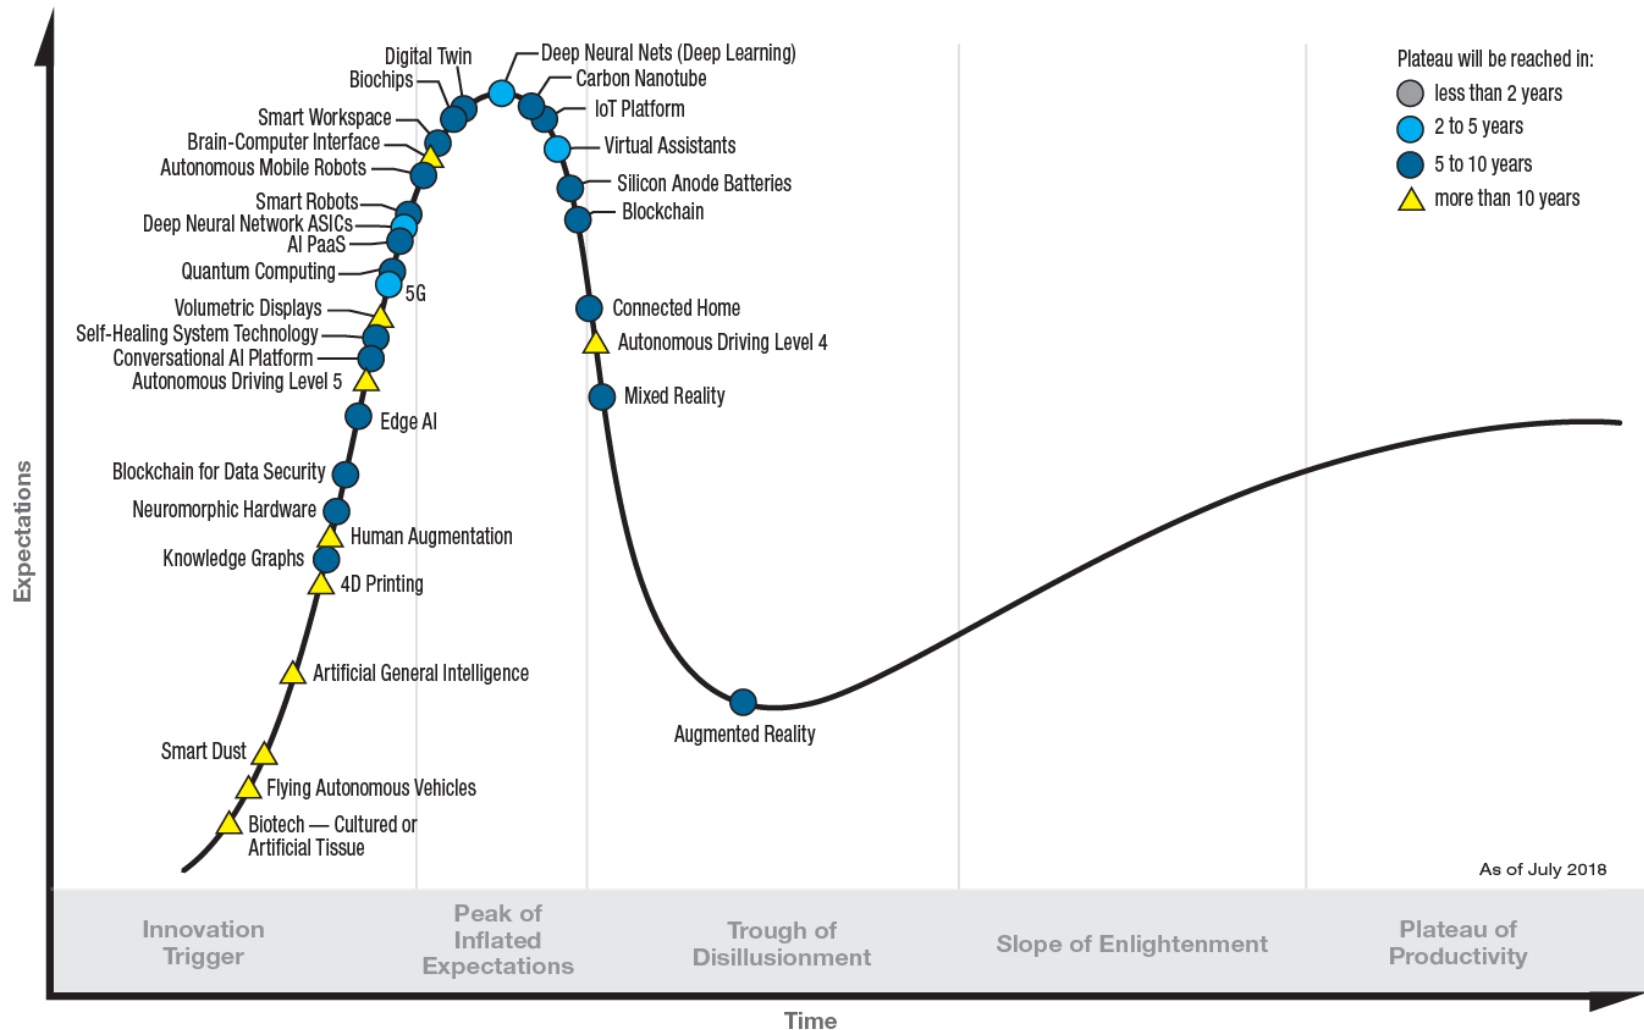 Digital Twin
Deep Neural Nets (Deep Learning)
Biochips
Carbon Nanotube
Smart Workspace
IoT Platform
Brain-Computer Interface
Virtual Assistants
Autonomous Mobile Robots
Silicon Anode Batteries
Smart Robots
Blockchain
Deep Neural Network ASICs
AI PaaS
Quantum Computing
5G
Volumetric Displays
Connected Home
Self-Healing System Technology
Autonomous Driving Level 4
Conversational AI Platform
Autonomous Driving Level 5
Mixed Reality
Edge AI
Blockchain for Data Security
Neuromorphic Hardware
Human Augmentation
Knowledge Graphs
4D Printing
Artificial General Intelligence
Augmented Reality
Smart Dust
Flying Autonomous Vehicles
Biotech — Cultured or
Artificial Tissue
Plateau will be reached in:
less than 2 years
2 to 5 years
5 to 10 years
more than 10 years
As of July 2018
Expectations
Innovation
Trigger
Peak of
Inflated
Expectations
Trough of
Disillusionment
Slope of Enlightenment
Plateau of
Productivity
Time